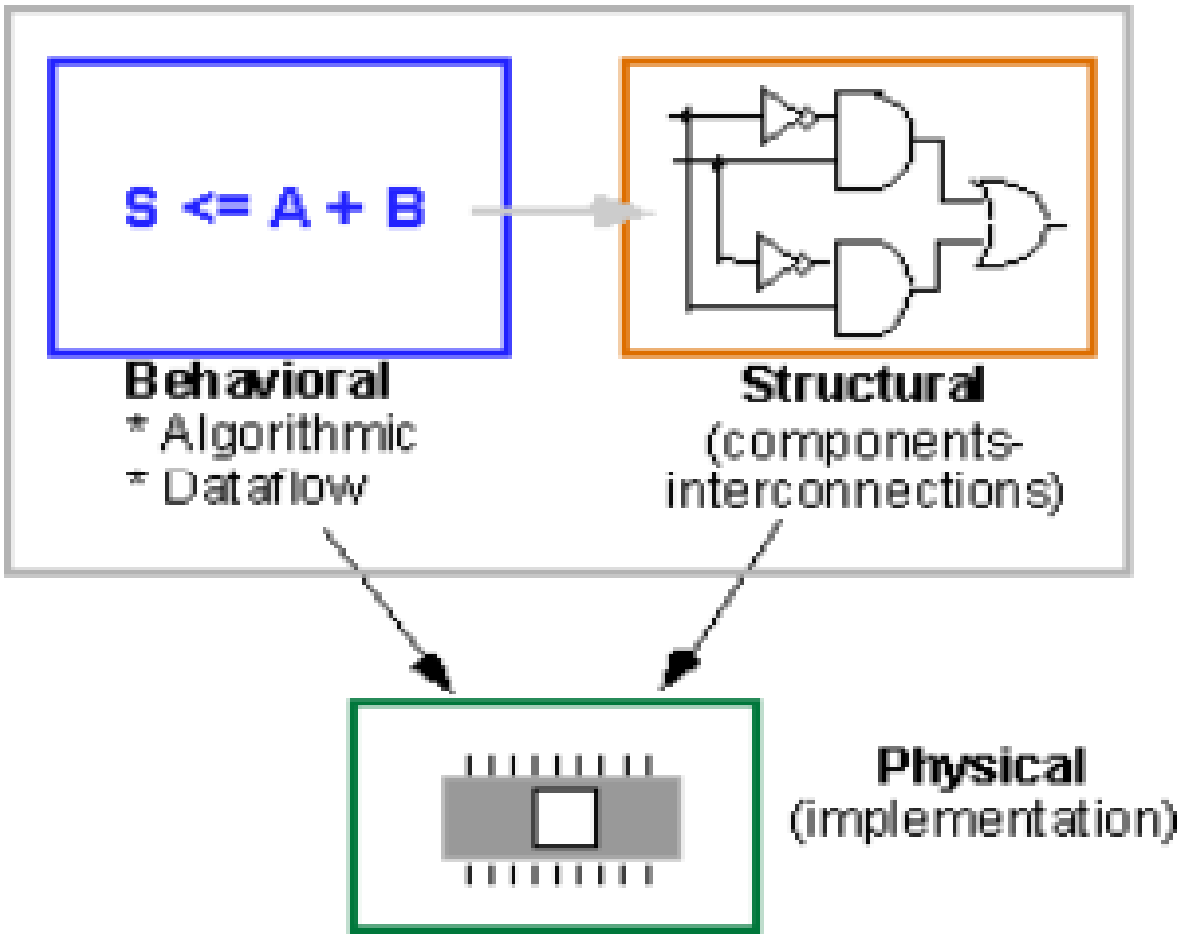 S <= A + B
Behavioral
* Algorithmic
* Dataflow
Structural
(components-
interconnections)
Physical
(implementation)